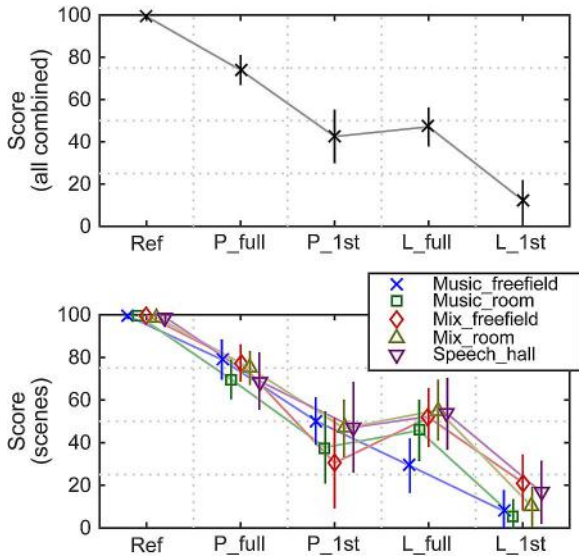 100
80
60
40
20
0
Score
(all combined)
Ref P_full P_1st L_full L_1st
Music_freefield
Music_room
Mix_freefield
Mix_room
Speech_hall
100
80
60
40
20
0
Score
(scenes)
Ref P_full P_1st L_full L_1st